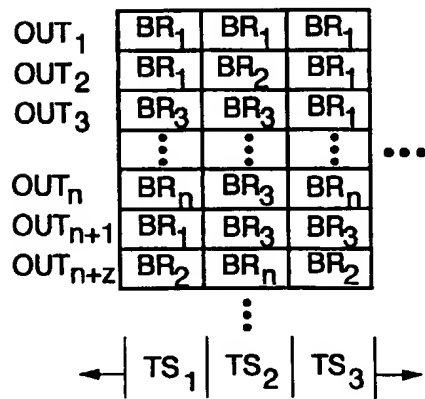 OUT₁ BR₁ BR₁ BR₁
OUT₂ BR₁ BR₂ BR₁
OUT₃ BR₃ BR₃ BR₁
⋮ ⋮ ⋮ •••
OUTₙ BRₙ BR₃ BRₙ
OUTₙ₊₁ BR₁ BR₃ BR₃
OUTₙ₊z BR₂ BRₙ BR₂
⋮
TS₁ TS₂ TS₃